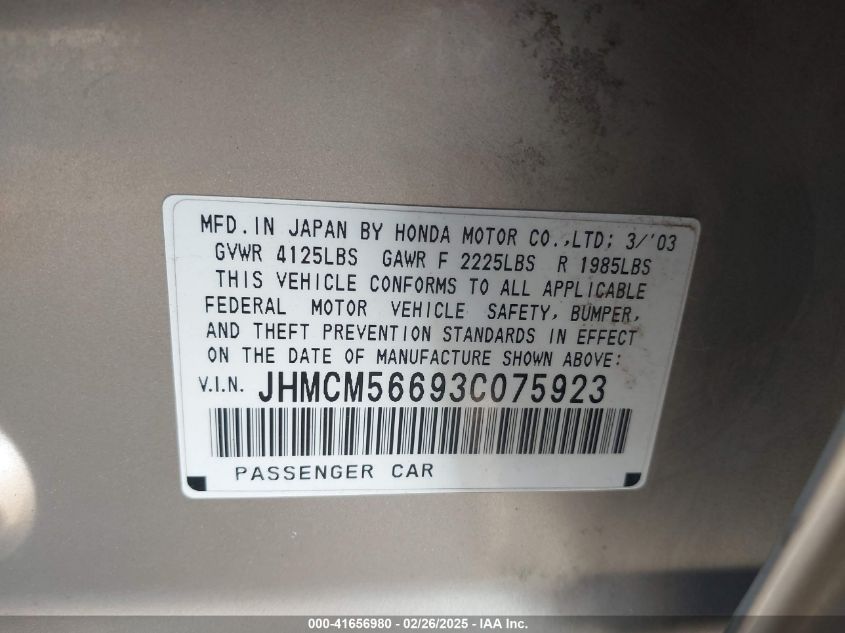 MFD.IN JAPAN BY HONDA MOTOR CO.,LTD; 3/'03
GVWR 4125LBS GAWR F 2225LBS R 1985LBS
THIS VEHICLE CONFORMS TO ALL APPLICABLE
FEDERAL MOTOR VEHICLE SAFETY, BUMPER,
AND THEFT PREVENTION STANDARDS IN EFFECT
ON THE DATE OF MANUFACTURE SHOWN ABOVE:
V.I.N. JHMCM56693C075923
PASSENGER CAR
000-41656980 - 02/26/2025 - IAA Inc.